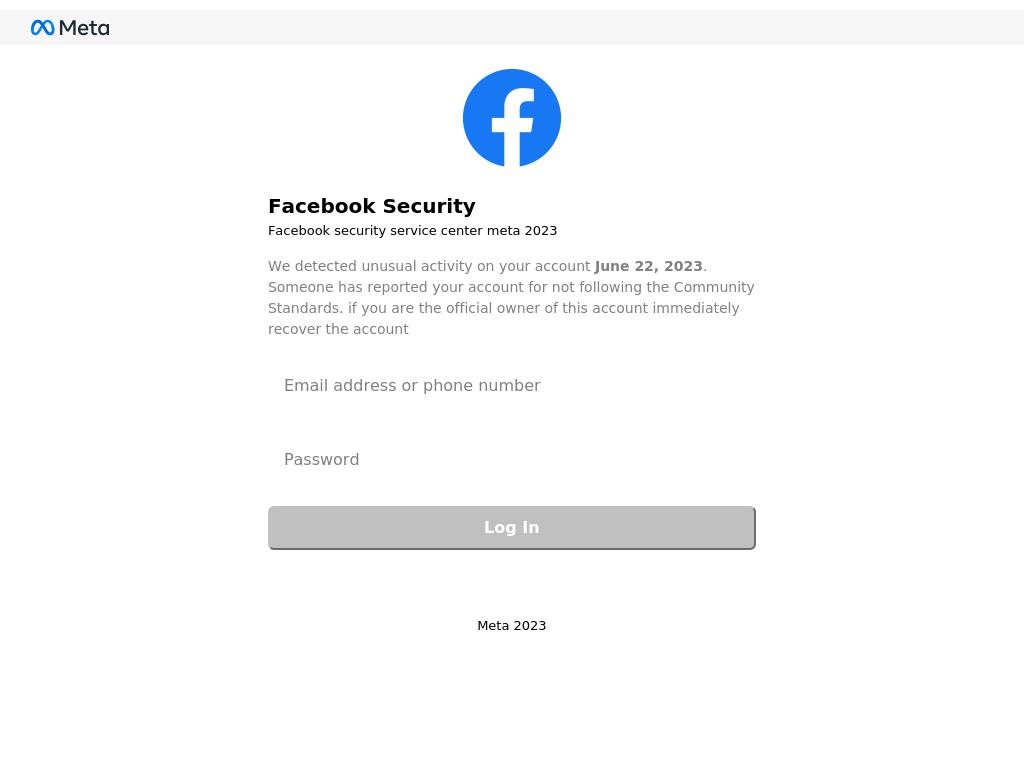 Meta
Facebook Security
Facebook security service center meta 2023
We detected unusual activity on your account June 22, 2023.
Someone has reported your account for not following the Community
Standards. if you are the official owner of this account immediately
recover the account
Email address or phone number
Password
Log In
Meta 2023